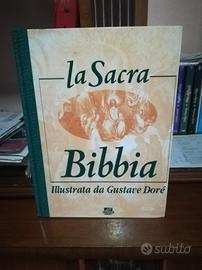 la Sacra
Bibbia
Illustrata da Gustave Doré
subito